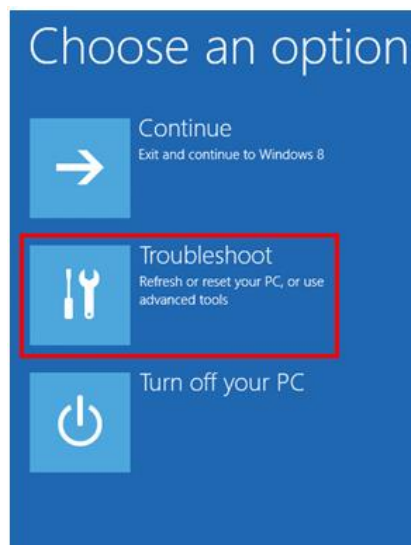 Choose an option
Continue
Exit and continue to Windows 8
Troubleshoot
Refresh or reset your PC, or use
advanced tools
Turn off your PC